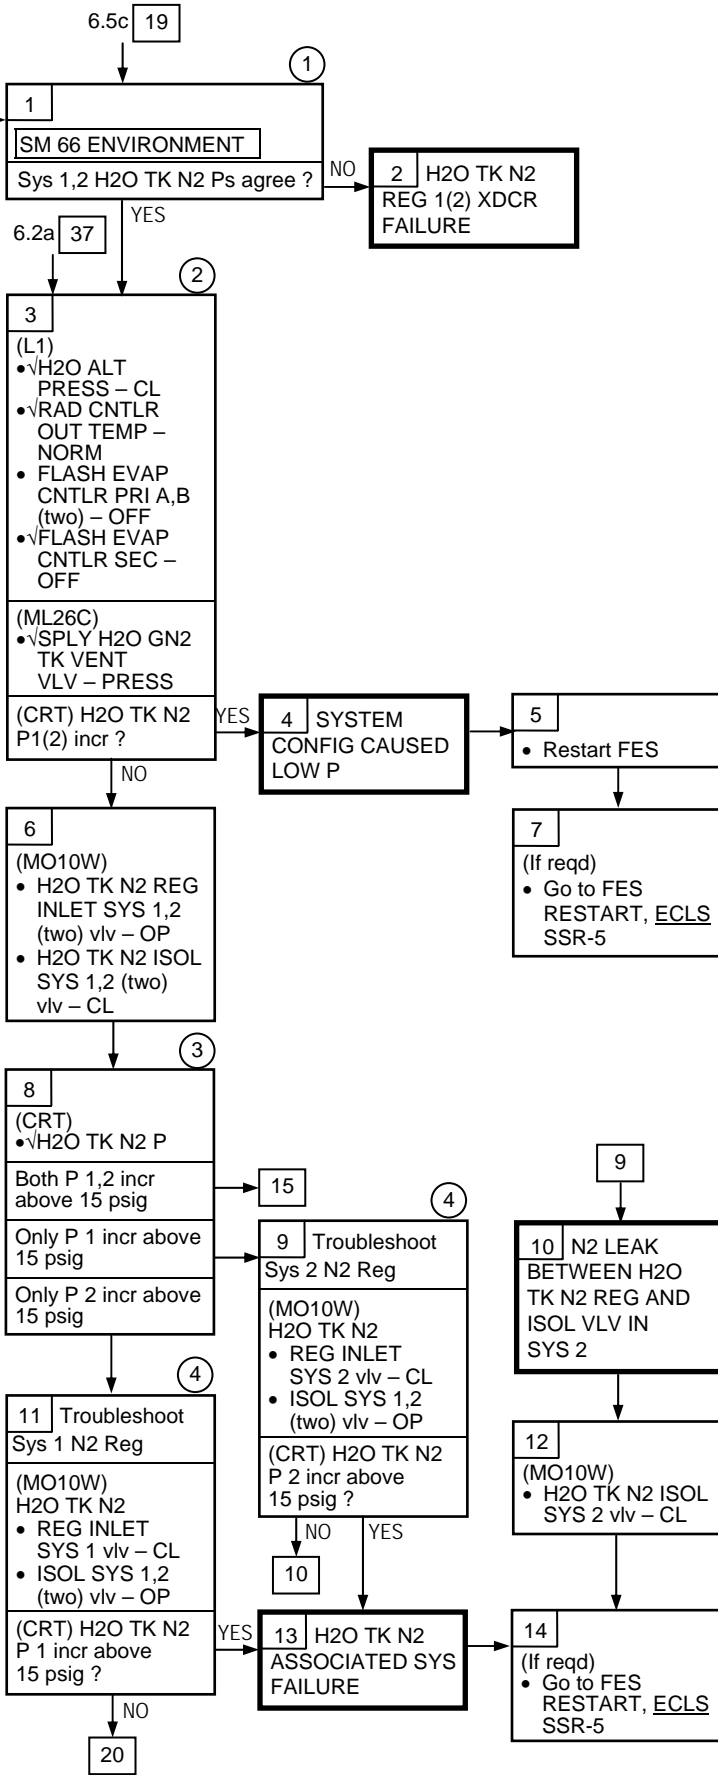 6.5c 19
1
1
SM 66 ENVIRONMENT
Sys 1,2 H2O TK N2 Ps agree ?
NO
2 H2O TK N2
REG 1(2) XDCR
FAILURE
YES
6.2a 37
2
3
(L1)
•√H2O ALT
PRESS – CL
•√RAD CNTLR
OUT TEMP –
NORM
• FLASH EVAP
CNTLR PRI A,B
(two) – OFF
•√FLASH EVAP
CNTLR SEC –
OFF
(ML26C)
•√SPLY H2O GN2
TK VENT
VLV – PRESS
(CRT) H2O TK N2
P1(2) incr ?
YES
4 SYSTEM
CONFIG CAUSED
LOW P
5
• Restart FES
7
(If reqd)
• Go to FES
RESTART, ECLS
SSR-5
NO
6
(MO10W)
• H2O TK N2 REG
INLET SYS 1,2
(two) vlv – OP
• H2O TK N2 ISOL
SYS 1,2 (two)
vlv – CL
3
8
(CRT)
•√H2O TK N2 P
Both P 1,2 incr
above 15 psig
15
Only P 1 incr above
15 psig
Only P 2 incr above
15 psig
4
9 Troubleshoot
Sys 2 N2 Reg
(MO10W)
H2O TK N2
• REG INLET
SYS 2 vlv – CL
• ISOL SYS 1,2
(two) vlv – OP
(CRT) H2O TK N2
P 2 incr above
15 psig ?
NO
10
YES
9
10 N2 LEAK
BETWEEN H2O
TK N2 REG AND
ISOL VLV IN
SYS 2
12
(MO10W)
• H2O TK N2 ISOL
SYS 2 vlv – CL
4
11 Troubleshoot
Sys 1 N2 Reg
(MO10W)
H2O TK N2
• REG INLET
SYS 1 vlv – CL
• ISOL SYS 1,2
(two) vlv – OP
(CRT) H2O TK N2
P 1 incr above
15 psig ?
YES
13 H2O TK N2
ASSOCIATED SYS
FAILURE
14
(If reqd)
• Go to FES
RESTART, ECLS
SSR-5
NO
20